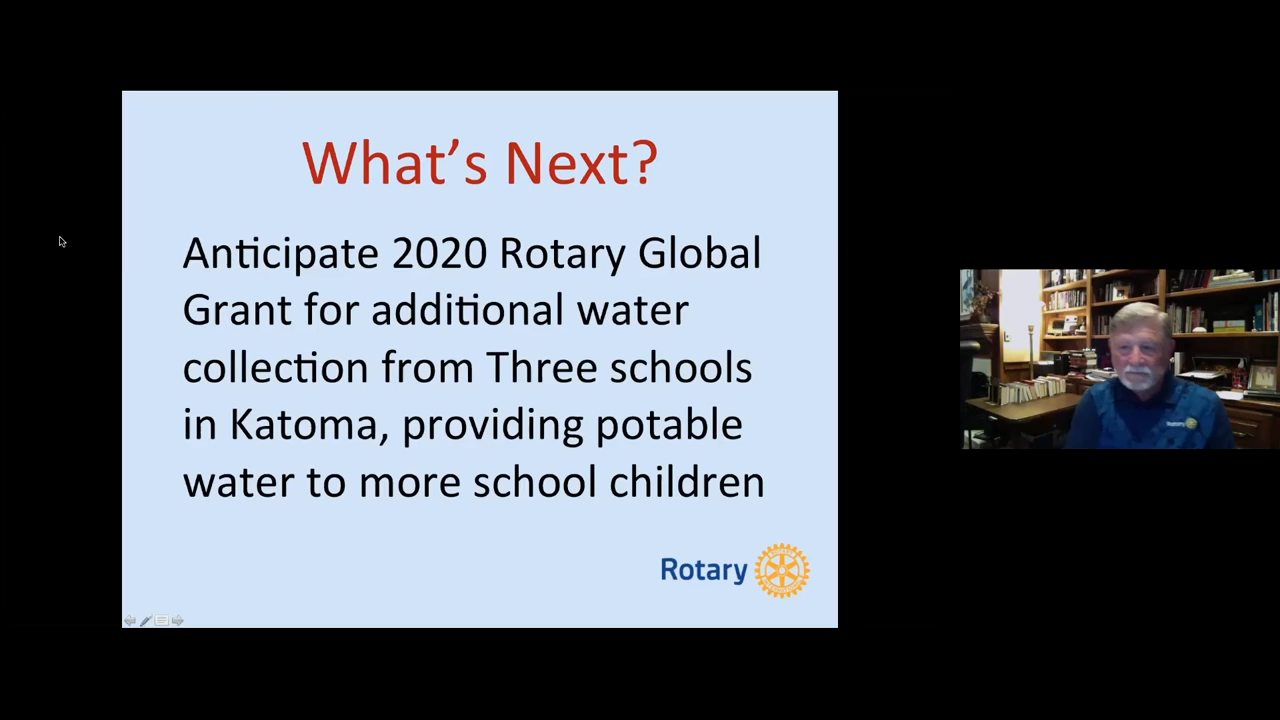 What's Next?
Anticipate 2020 Rotary Global
Grant for additional water
collection from Three schools
in Katoma, providing potable
water to more school children
Rotary
Rotary